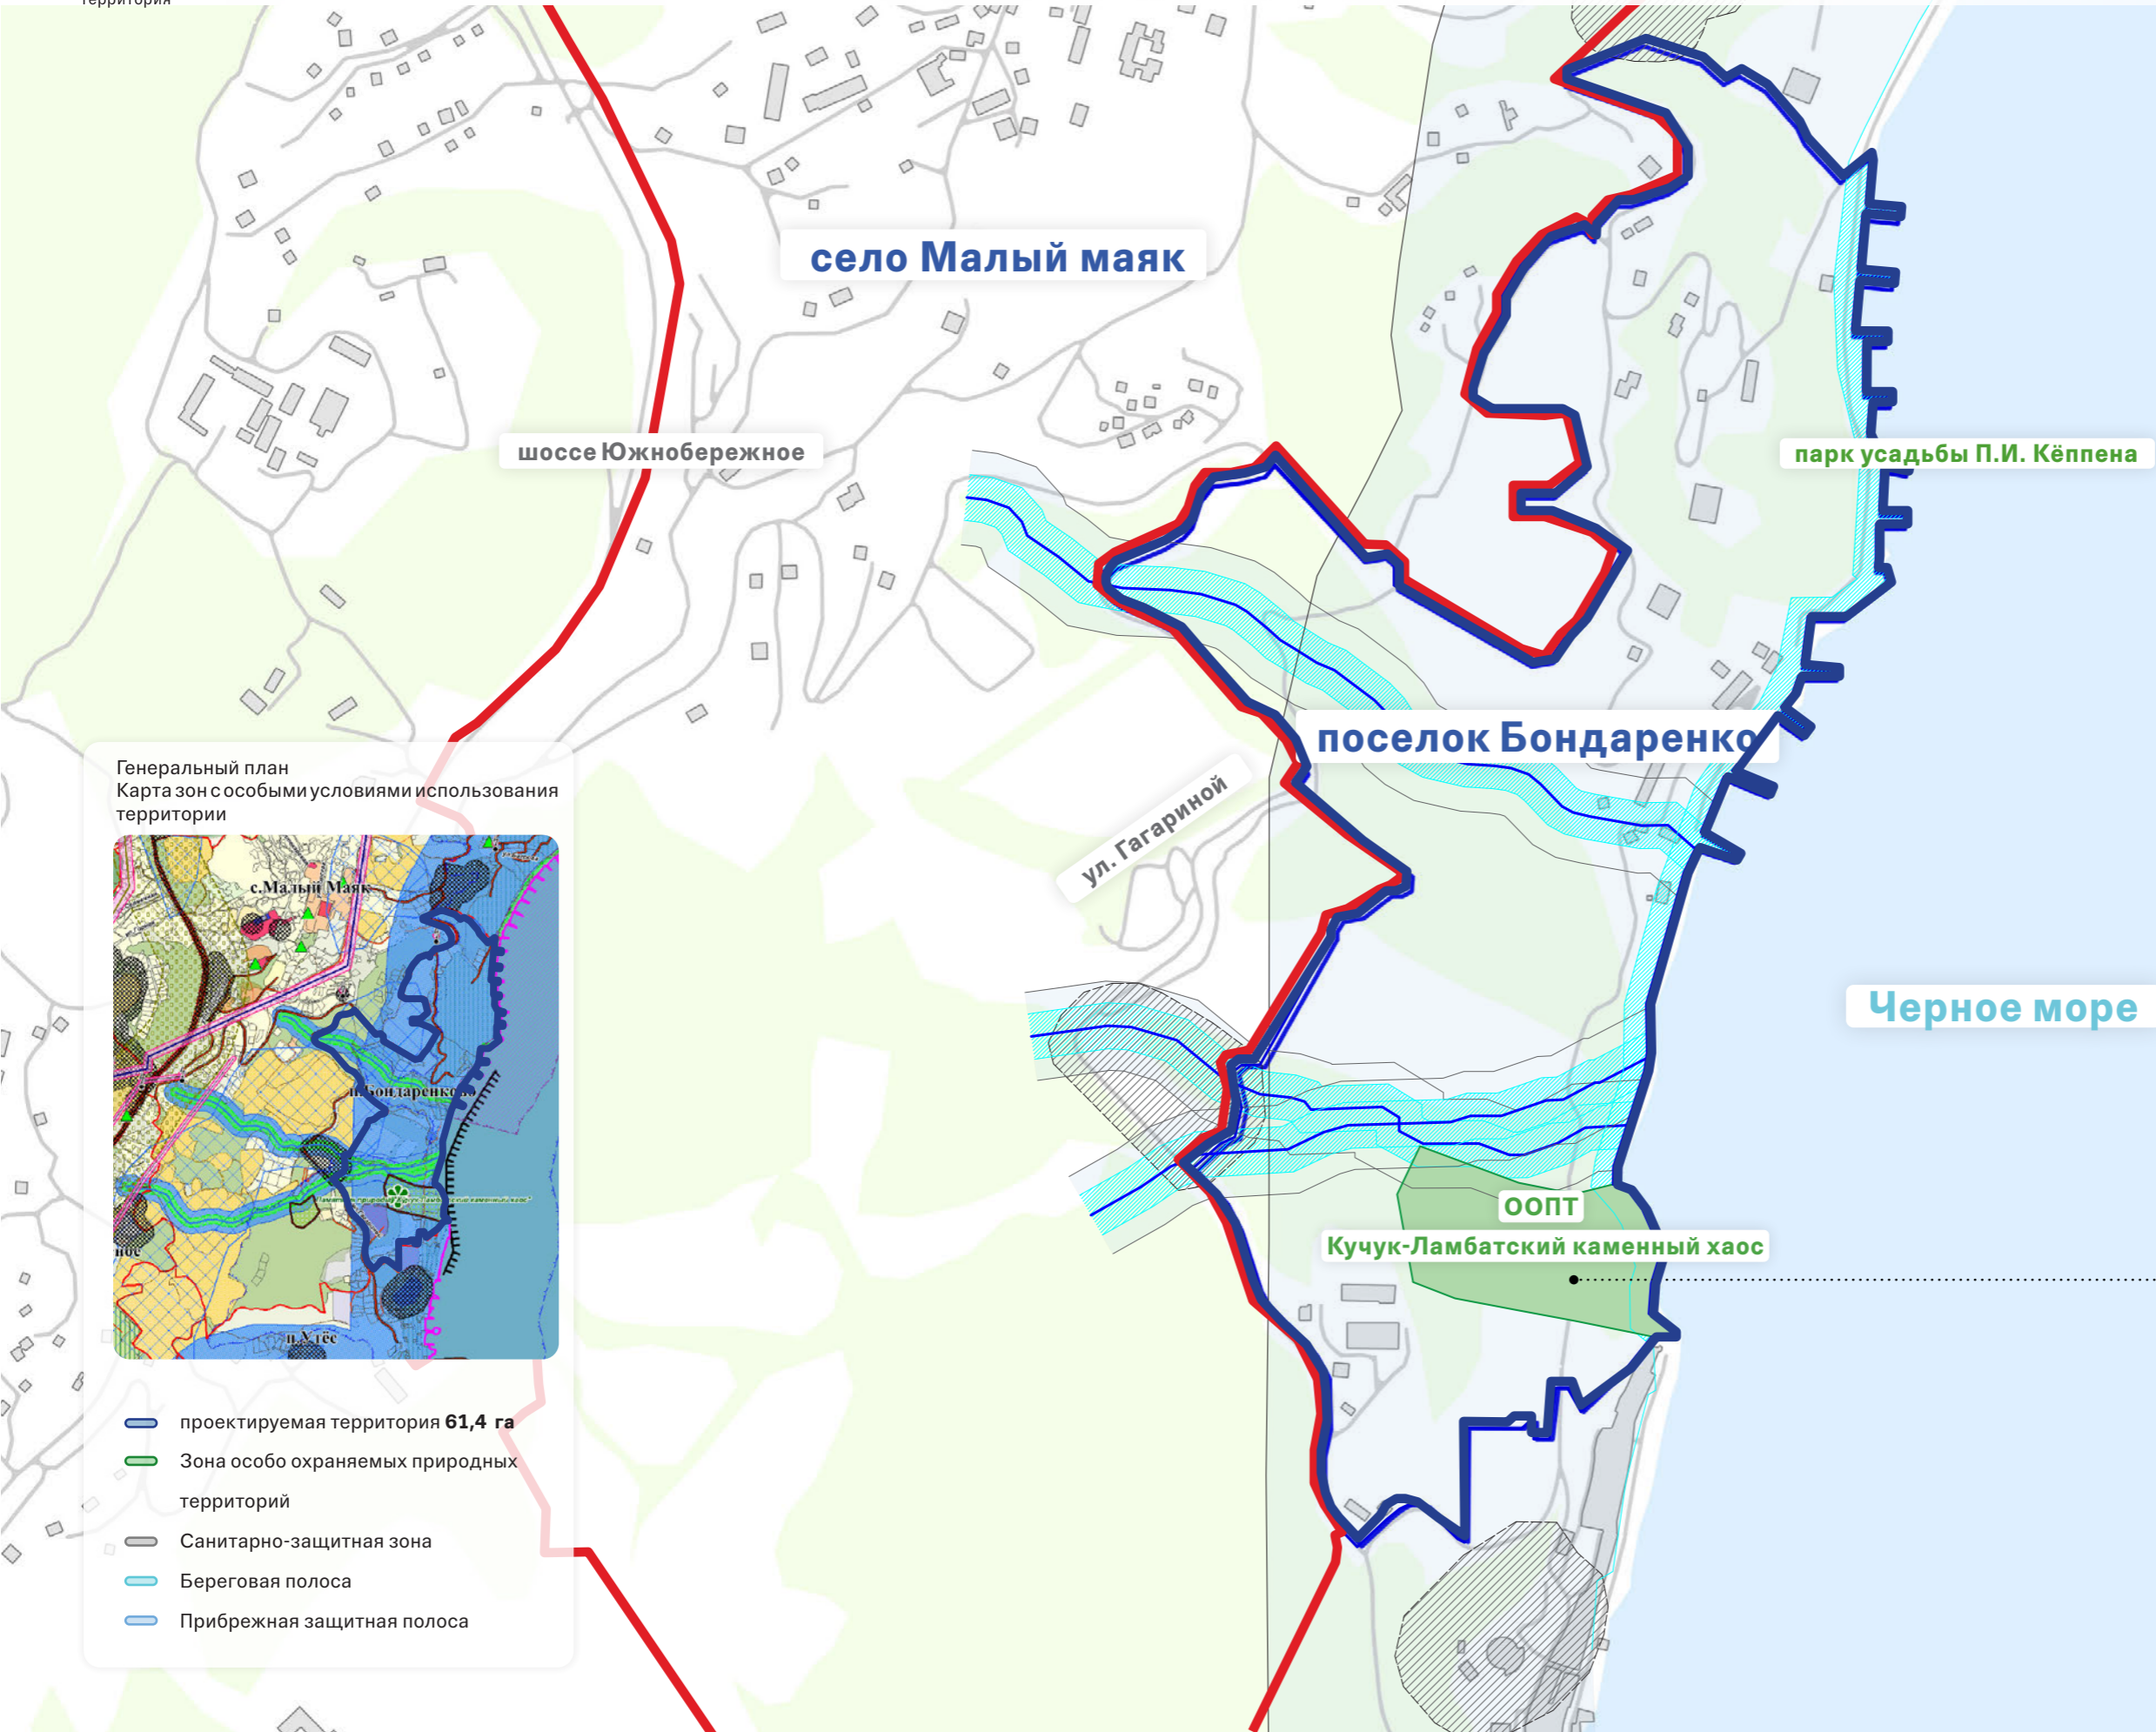 территория
село Малый маяк
шоссе Южнобережное
парк усадьбы П.И. Кёппена
поселок Бондаренко
ул. Гагариной
Черное море
ООПТ
Кучук-Ламбатский каменный хаос
Генеральный план
Карта зон с особыми условиями использования
территории
с.Малый Маяк
п.Бондаренково
п.Утёс
проектируемая территория 61,4 га
Зона особо охраняемых природных
территорий
Санитарно-защитная зона
Береговая полоса
Прибрежная защитная полоса